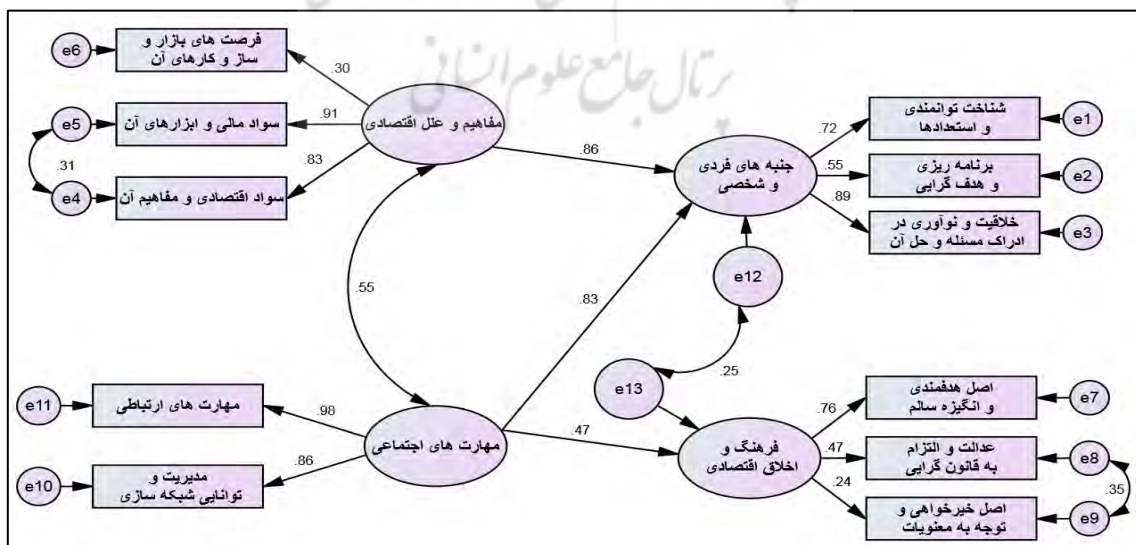 پرتال جامع علوم انسانی
e6
فرصت های بازار و
ساز و کارهای آن
.30
e5
سواد مالی و ابزارهای آن
.91
.31
e4
سواد اقتصادی و مفاهیم آن
.83
مفاهیم و علل اقتصادی
.86
جنبه های فردی
و شخصی
.72
شناخت توانمندی
و استعدادها
e1
.55
برنامه ریزی
و هدف گرایی
e2
.89
خلاقیت و نوآوری در
ادراک مسئله و حل آن
e3
e12
.55
.83
.25
e13
e11
مهارت های ارتباطی
.98
e10
مدیریت و
توانایی شبکه سازی
.86
مهارت های اجتماعی
.47
فرهنگ و
اخلاق اقتصادی
.76
اصل هدفمندی
و انگیزه سالم
e7
.47
عدالت و التزام
به قانون گرایی
e8
.35
.24
اصل خیرخواهی و
توجه به معنویات
e9